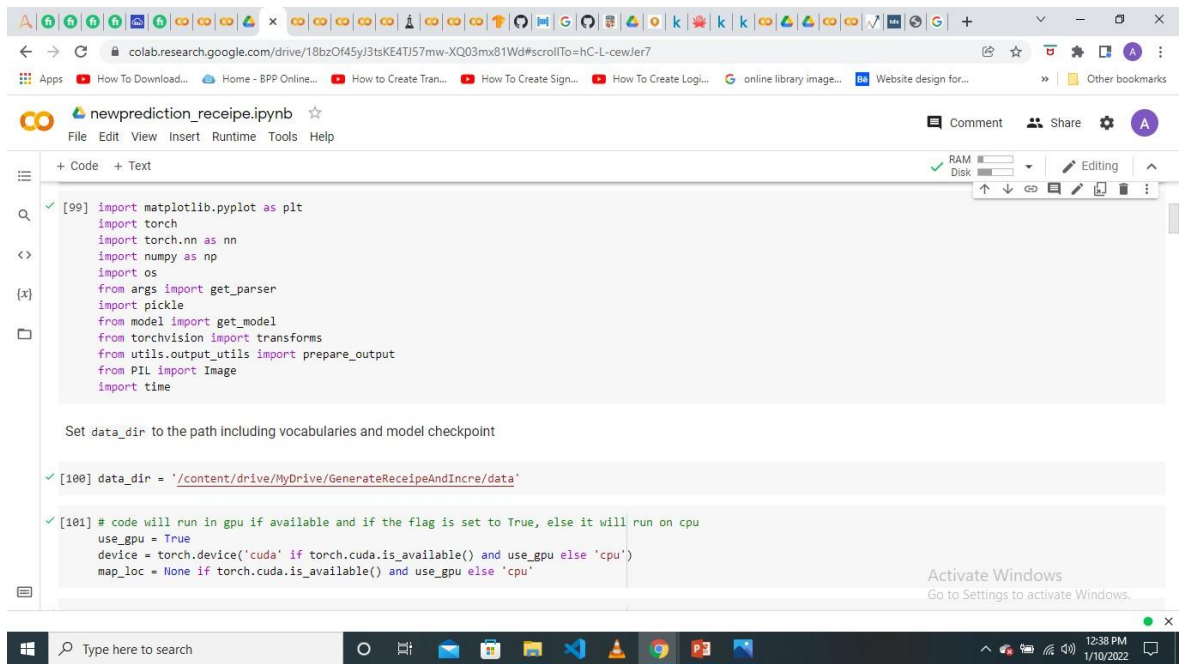 colab.research.google.com/drive/18bzOf45yJ3tsKE4TJ57mw-XQ03mx81Wd#scrollTo=hC-L-cewJer7
Apps How To Download... Home - BPP Online... How to Create Tran... How To Create Sign... How To Create Logi... online library image... Website design for... » Other bookmarks
newprediction_receipe.ipynb
Comment Share A
File Edit View Insert Runtime Tools Help
+ Code + Text
RAM
Disk
Editing
[99] import matplotlib.pyplot as plt
import torch
import torch.nn as nn
import numpy as np
import os
from args import get_parser
import pickle
from model import get_model
from torchvision import transforms
from utils.output_utils import prepare_output
from PIL import Image
import time
Set data_dir to the path including vocabularies and model checkpoint
[100] data_dir = '/content/drive/MyDrive/GenerateReceipeAndIncre/data'
[101] # code will run in gpu if available and if the flag is set to True, else it will run on cpu
use_gpu = True
device = torch.device('cuda' if torch.cuda.is_available() and use_gpu else 'cpu')
map_loc = None if torch.cuda.is_available() and use_gpu else 'cpu'
Activate Windows
Go to Settings to activate Windows.
Type here to search
12:38 PM
1/10/2022